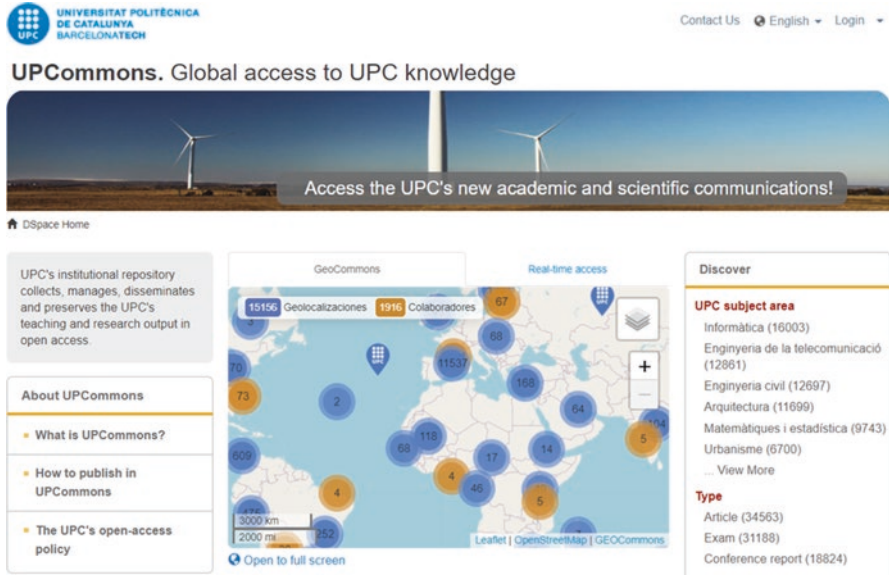 UNIVERSITAT POLITÈCNICA
DE CATALUNYA
BARCELONATECH
UPC
Contact Us
English
Login
UPCommons. Global access to UPC knowledge
Access the UPC's new academic and scientific communications!
DSpace Home
UPC's institutional repository
collects, manages, disseminates
and preserves the UPC's
teaching and research output in
open access.
About UPCommons
What is UPCommons?
How to publish in
UPCommons
The UPC's open-access
policy
GeoCommons
Real-time access
15156 Geolocalizaciones 1916 Colaboradores
67
3
68
11537
70
73
168
2
64
118
68
5
609
17
14
4
46
4
5
252
3000 km
2000 mi
+
−
Leaflet | OpenStreetMap | GEOCommons
Open to full screen
Discover
UPC subject area
Informàtica (16003)
Enginyeria de la telecomunicació
(12861)
Enginyeria civil (12697)
Arquitectura (11699)
Matemàtiques i estadística (9743)
Urbanisme (6700)
... View More
Type
Article (34563)
Exam (31188)
Conference report (18824)